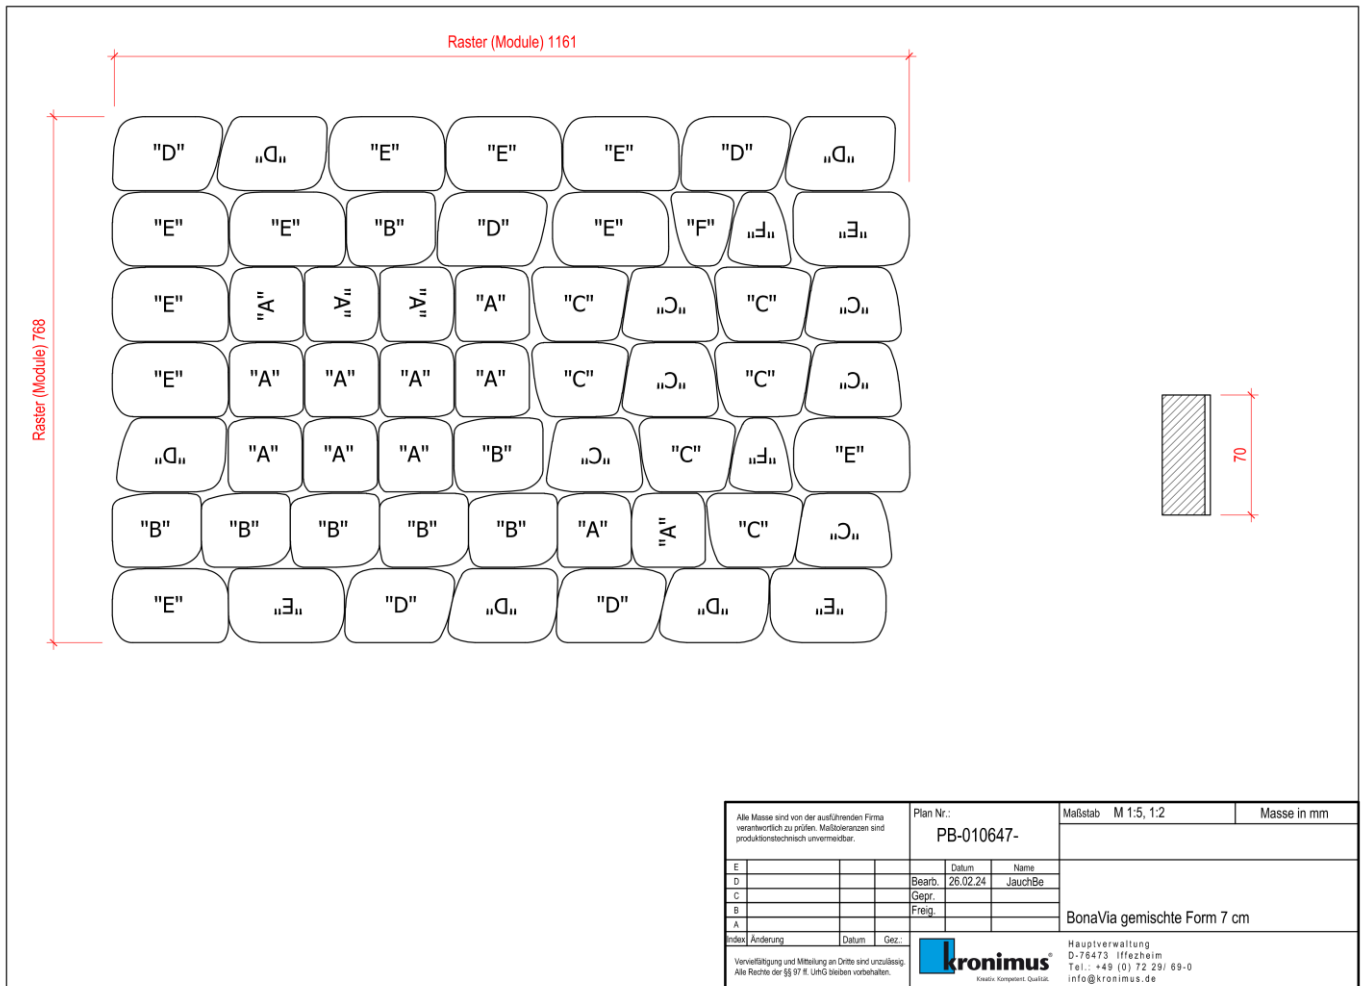 Raster (Module) 1161
Raster (Module) 768
"D" "D" "E" "E" "E" "D" "D"
"E" "E" "B" "D" "E" "F" "F" "E"
"E" "A" "A" "A" "A" "C" "C" "C" "C"
"E" "A" "A" "A" "A" "C" "C" "C" "C"
"D" "A" "A" "A" "B" "C" "C" "F" "E"
"B" "B" "B" "B" "B" "A" "A" "C" "C"
"E" "E" "D" "D" "D" "D" "E"
70
Alle Masse sind von der ausführenden Firma
verantwortlich zu prüfen. Maßtoleranzen sind
produktionstechnisch unvermeidbar.
Plan Nr.:
PB-010647-
Maßstab M 1:5, 1:2
Masse in mm
E
D
C
B
A
Index Änderung Datum Gez.:
Datum Name
Bearb. 26.02.24 JauchBe
Gepr.
Freig.
BonaVia gemischte Form 7 cm
Vervielfältigung und Mitteilung an Dritte sind unzulässig.
Alle Rechte der §§ 97 ff. UrhG bleiben vorbehalten.
kronimus®
Kreativ. Kompetent. Qualität.
Hauptverwaltung
D-76473 Iffezheim
Tel.: +49 (0) 72 29/ 69-0
info@kronimus.de